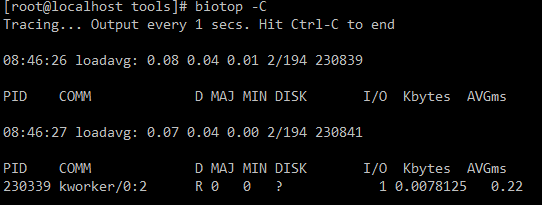 [root@localhost tools]# biotop -C
Tracing... Output every 1 secs. Hit Ctrl-C to end
08:46:26 loadavg: 0.08 0.04 0.01 2/194 230839
PID COMM D MAJ MIN DISK I/O Kbytes AVGms
08:46:27 loadavg: 0.07 0.04 0.00 2/194 230841
PID COMM D MAJ MIN DISK I/O Kbytes AVGms
230339 kworker/0:2 R 0 0 ? 1 0.0078125 0.22